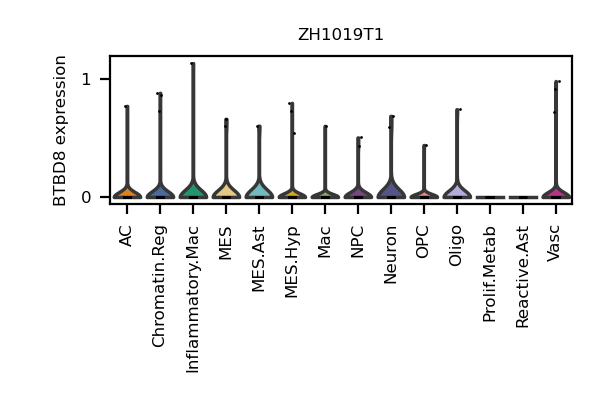 ZH1019T1
BTBD8 expression
1
0
AC
Chromatin.Reg
Inflammatory.Mac
MES
MES.Ast
MES.Hyp
Mac
NPC
Neuron
OPC
Oligo
Prolif.Metab
Reactive.Ast
Vasc